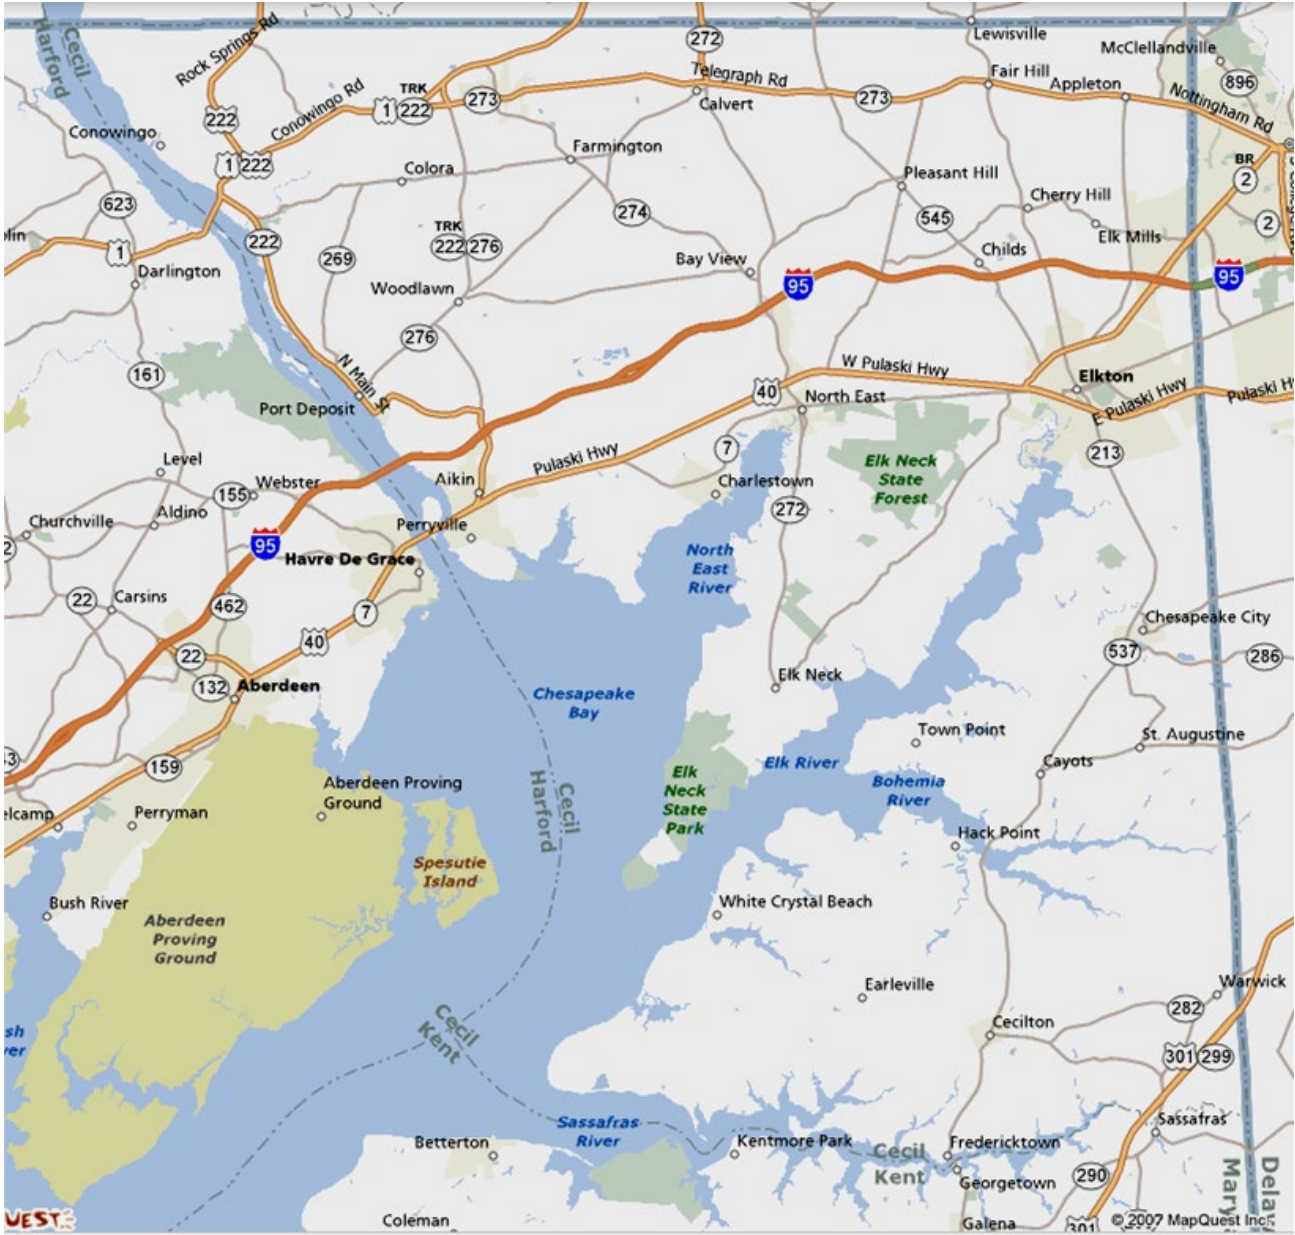 Cecil
Harford
Rock Springs Rd
272
Lewisville
McClellandville
896
Conowingo Rd
TRK
1 222
273
Telegraph Rd
Calvert
273
Fair Hill
Appleton
Nottingham Rd
222
Conowingo
1 222
Colora
Farmington
Pleasant Hill
Cherry Hill
BR
2
623
222
274
545
Elk Mills
2
TRK
222 276
1
Darlington
269
Bay View
Childs
95
95
Woodlawn
276
161
N Main St
Port Deposit
40
W Pulaski Hwy
North East
Elkton
E Pulaski Hwy
Pulaski
Level
Webster
155
Aldino
Churchville
Aikin
Pulaski Hwy
7
Charlestown
272
Elk Neck
State
Forest
213
95
Perryville
Havre De Grace
North
East
River
22
Carsins
462
7
40
22
132
Aberdeen
Chesapeake City
537
286
Elk Neck
Chesapeake
Bay
Town Point
St. Augustine
Elk River
Cayots
159
Aberdeen Proving
Ground
Perryman
Cecil
Harford
Elk
Neck
State
Park
Bohemia
River
Hack Point
Spesutie
Island
Bush River
Aberdeen
Proving
Ground
White Crystal Beach
Earleville
Warwick
282
Cecilton
301 299
Cecil
Kent
Sassafras
River
Betterton
Kentmore Park
Cecil
Kent
Fredericktown
Georgetown
Sassafras
290
Coleman
Galena
301
© 2007 MapQuest Inc.